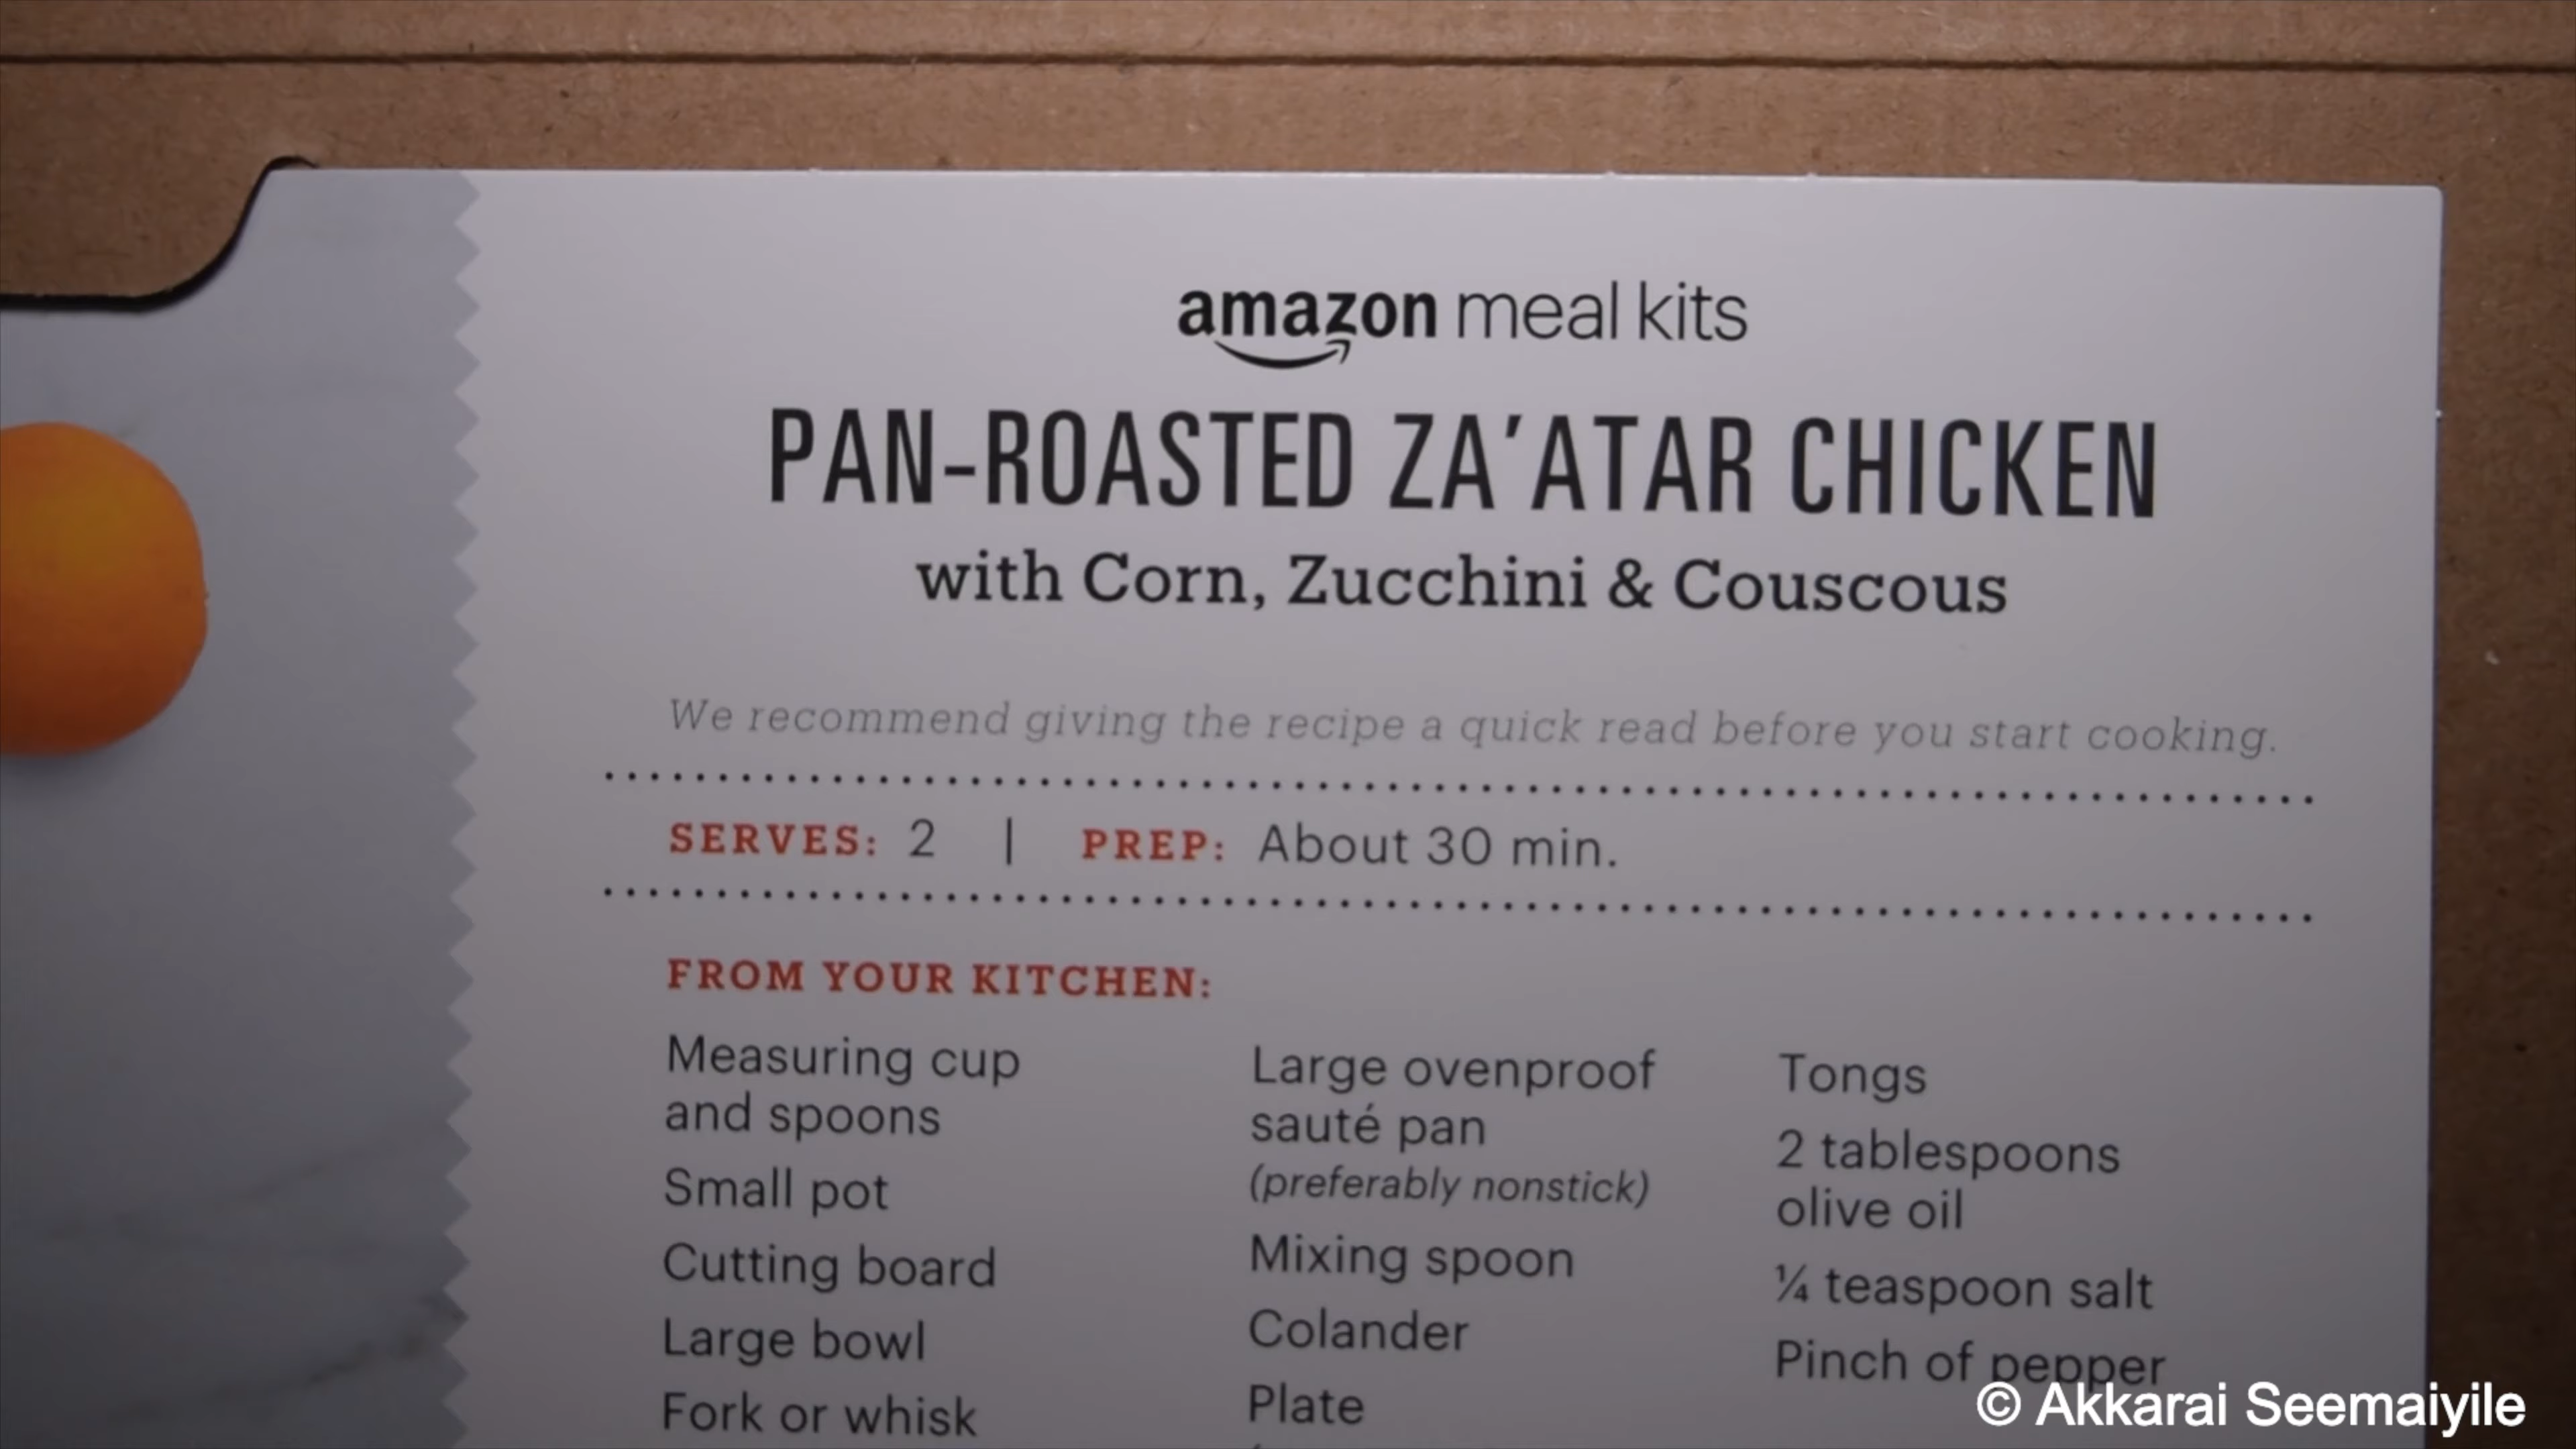 amazon meal kits
PAN-ROASTED ZA'ATAR CHICKEN
with Corn, Zucchini & Couscous
We recommend giving the recipe a quick read before you start cooking.
SERVES: 2 | PREP: About 30 min.
FROM YOUR KITCHEN:
Measuring cup
and spoons
Small pot
Cutting board
Large bowl
Fork or whisk
Large ovenproof
sauté pan
(preferably nonstick)
Mixing spoon
Colander
Plate
Tongs
2 tablespoons
olive oil
¼ teaspoon salt
Pinch of pepper
© Akkarai Seemaiyile